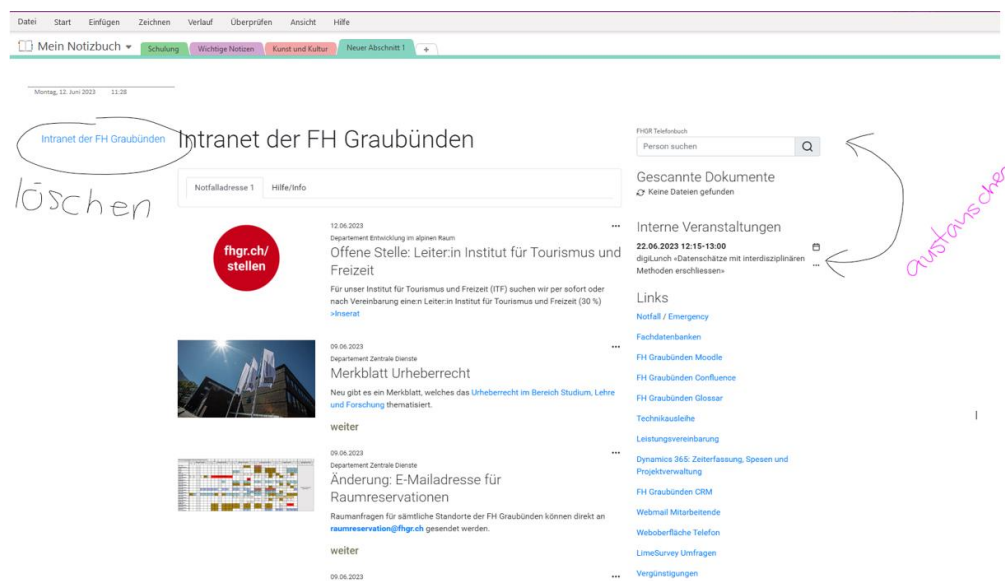 Datei Start Einfügen Zeichnen Verlauf Überprüfen Ansicht Hilfe
Mein Notizbuch Schulung Wichtige Notizen Kunst und Kultur Neuer Abschnitt 1 +
Montag, 12. Juni 2023 11:28
Intranet der FH Graubünden
löschen
Intranet der FH Graubünden
Notfalladresse 1 Hilfe/Info
fhgr.ch/
stellen
12.06.2023
Departement Entwicklung im alpinen Raum
Offene Stelle: Leiter:in Institut für Tourismus und
Freizeit
Für unser Institut für Tourismus und Freizeit (ITF) suchen wir per sofort oder
nach Vereinbarung eine:n Leiter:in Institut für Tourismus und Freizeit (30 %)
>Inserat
09.06.2023
Departement Zentrale Dienste
Merkblatt Urheberrecht
Neu gibt es ein Merkblatt, welches das Urheberrecht im Bereich Studium, Lehre
und Forschung thematisiert.
weiter
09.06.2023
Departement Zentrale Dienste
Änderung: E-Mailadresse für
Raumreservationen
Raumanfragen für sämtliche Standorte der FH Graubünden können direkt an
raumreservation@fhgr.ch gesendet werden.
weiter
09.06.2023
FHGR Telefonbuch
Person suchen
Gescannte Dokumente
Keine Dateien gefunden
Interne Veranstaltungen
22.06.2023 12:15-13:00
digiLunch «Datenschätze mit interdisziplinären
Methoden erschliessen»
Links
Notfall / Emergency
Fachdatenbanken
FH Graubünden Moodle
FH Graubünden Confluence
FH Graubünden Glossar
Technikausleihe
Leistungsvereinbarung
Dynamics 365: Zeiterfassung, Spesen und
Projektverwaltung
FH Graubünden CRM
Webmail Mitarbeitende
Weboberfläche Telefon
LimeSurvey Umfragen
Vergünstigungen
austauschen